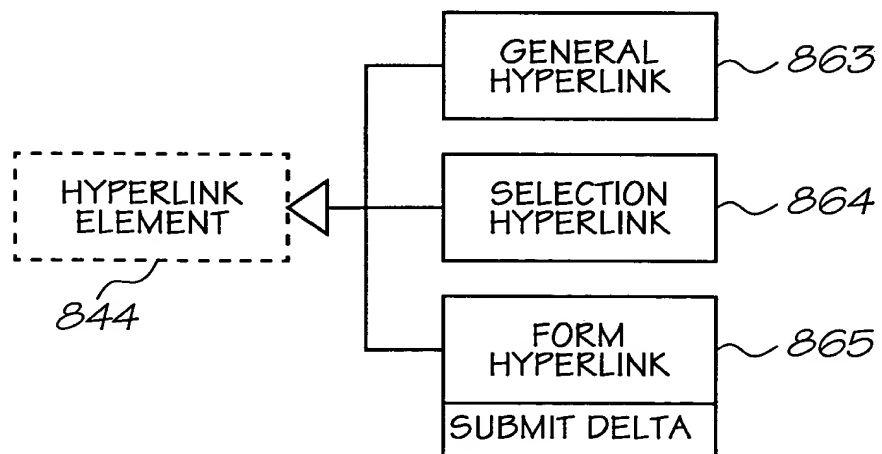 GENERAL
HYPERLINK
863
HYPERLINK
ELEMENT
844
SELECTION
HYPERLINK
864
FORM
HYPERLINK
865
SUBMIT DELTA